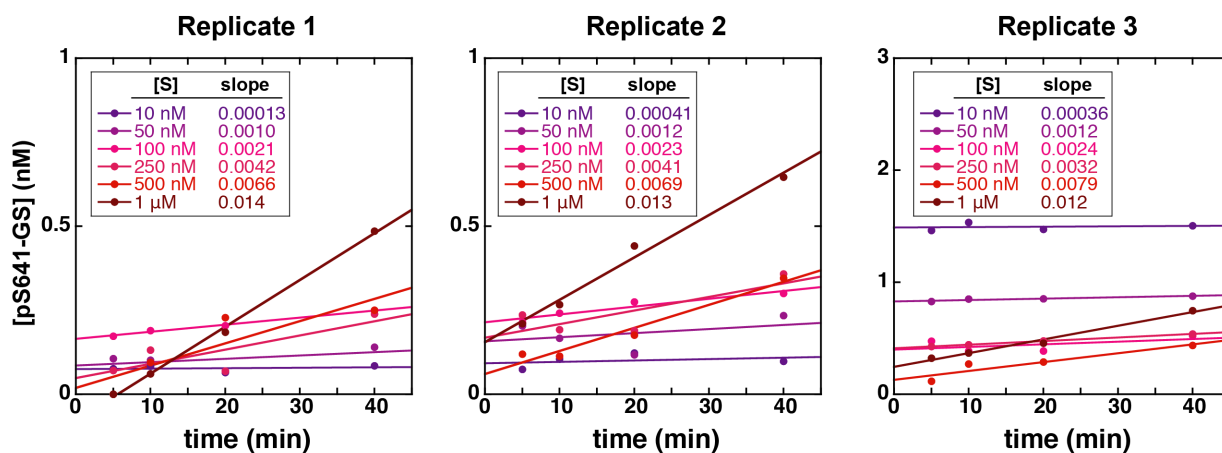 Replicate 1
Replicate 2
Replicate 3
[pS641-GS] (nM)
1
0.5
0
[S] slope
10 nM 0.00013
50 nM 0.0010
100 nM 0.0021
250 nM 0.0042
500 nM 0.0066
1 µM 0.014
0 10 20 30 40
time (min)
1
0.5
0
[S] slope
10 nM 0.00041
50 nM 0.0012
100 nM 0.0023
250 nM 0.0041
500 nM 0.0069
1 µM 0.013
0 10 20 30 40
time (min)
3
2
1
0
[S] slope
10 nM 0.00036
50 nM 0.0012
100 nM 0.0024
250 nM 0.0032
500 nM 0.0079
1 µM 0.012
0 10 20 30 40
time (min)